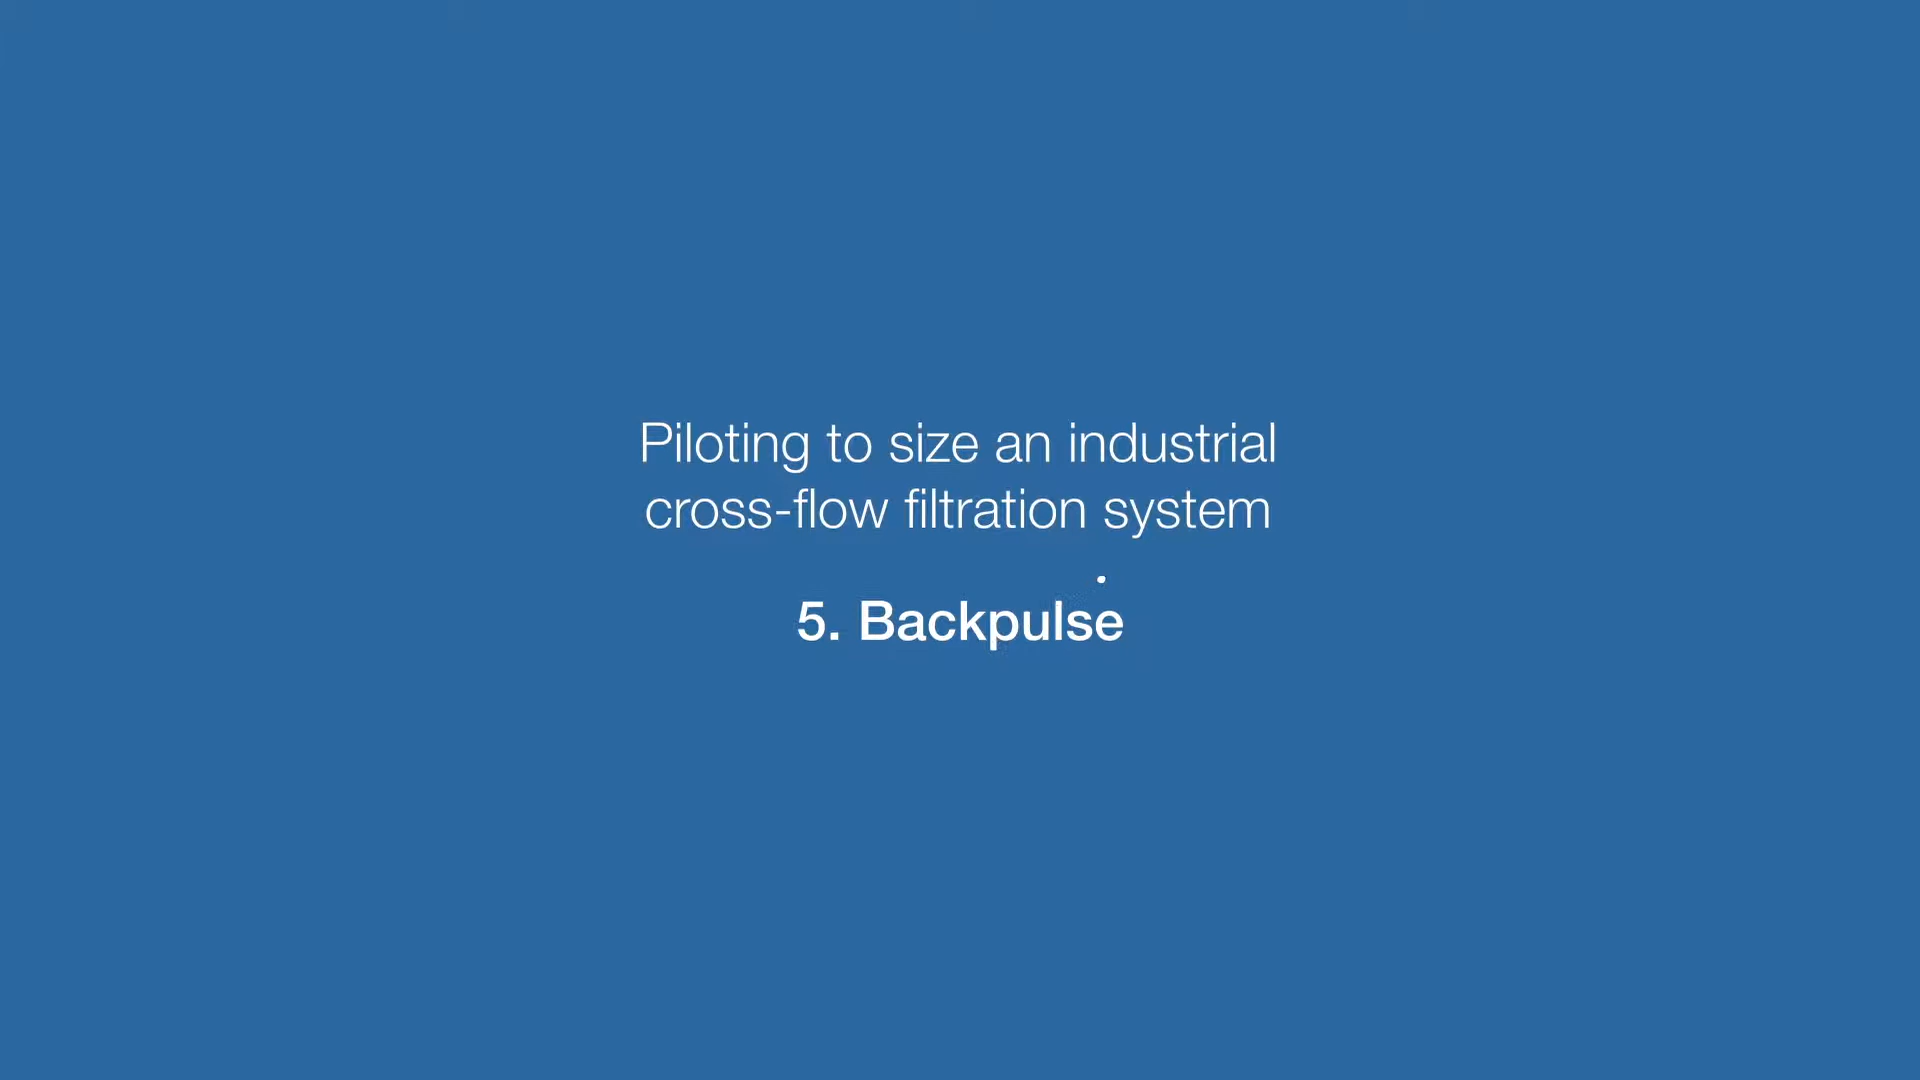 Piloting to size an industrial
cross-flow filtration system
5. Backpulse